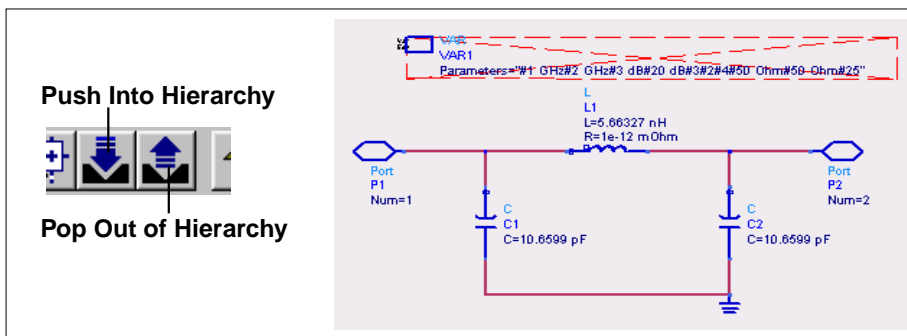 Push Into Hierarchy
Pop Out of Hierarchy
VAR
VAR1
Parameters="#1 GHz#2 GHz#3 dB#20 dB#3#2#4#50 Ohm#50 Ohm#25"
L
L1
L=5.66327 nH
R=1e-12 mOhm
Port
P1
Num=1
Port
P2
Num=2
C
C1
C=10.6599 pF
C
C2
C=10.6599 pF